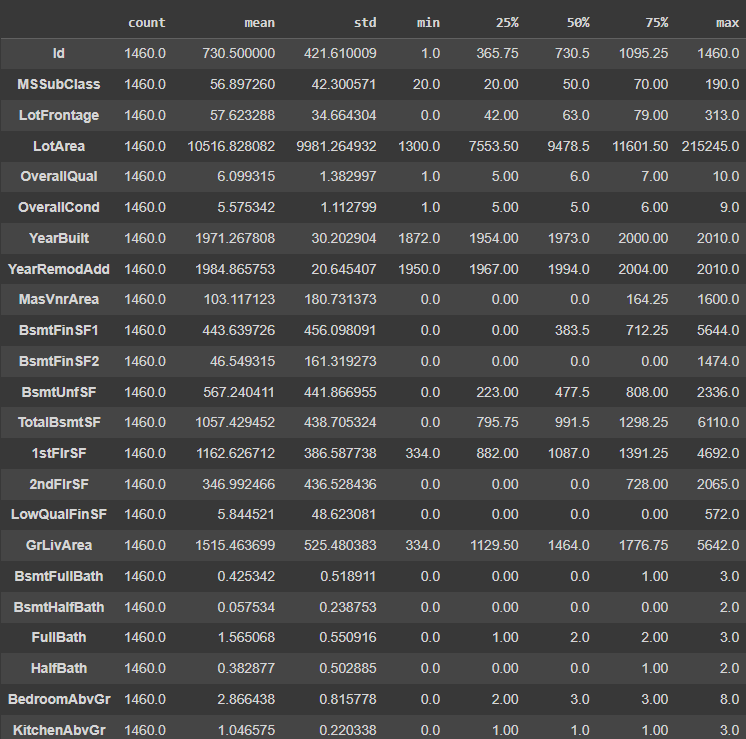 count mean std min 25% 50% 75% max
Id 1460.0 730.500000 421.610009 1.0 365.75 730.5 1095.25 1460.0
MSSubClass 1460.0 56.897260 42.300571 20.0 20.00 50.0 70.00 190.0
LotFrontage 1460.0 57.623288 34.664304 0.0 42.00 63.0 79.00 313.0
LotArea 1460.0 10516.828082 9981.264932 1300.0 7553.50 9478.5 11601.50 215245.0
OverallQual 1460.0 6.099315 1.382997 1.0 5.00 6.0 7.00 10.0
OverallCond 1460.0 5.575342 1.112799 1.0 5.00 5.0 6.00 9.0
YearBuilt 1460.0 1971.267808 30.202904 1872.0 1954.00 1973.0 2000.00 2010.0
YearRemodAdd 1460.0 1984.865753 20.645407 1950.0 1967.00 1994.0 2004.00 2010.0
MasVnrArea 1460.0 103.117123 180.731373 0.0 0.00 0.0 164.25 1600.0
BsmtFinSF1 1460.0 443.639726 456.098091 0.0 0.00 383.5 712.25 5644.0
BsmtFinSF2 1460.0 46.549315 161.319273 0.0 0.00 0.0 0.00 1474.0
BsmtUnfSF 1460.0 567.240411 441.866955 0.0 223.00 477.5 808.00 2336.0
TotalBsmtSF 1460.0 1057.429452 438.705324 0.0 795.75 991.5 1298.25 6110.0
1stFlrSF 1460.0 1162.626712 386.587738 334.0 882.00 1087.0 1391.25 4692.0
2ndFlrSF 1460.0 346.992466 436.528436 0.0 0.00 0.0 728.00 2065.0
LowQualFinSF 1460.0 5.844521 48.623081 0.0 0.00 0.0 0.00 572.0
GrLivArea 1460.0 1515.463699 525.480383 334.0 1129.50 1464.0 1776.75 5642.0
BsmtFullBath 1460.0 0.425342 0.518911 0.0 0.00 0.0 1.00 3.0
BsmtHalfBath 1460.0 0.057534 0.238753 0.0 0.00 0.0 0.00 2.0
FullBath 1460.0 1.565068 0.550916 0.0 1.00 2.0 2.00 3.0
HalfBath 1460.0 0.382877 0.502885 0.0 0.00 0.0 1.00 2.0
BedroomAbvGr 1460.0 2.866438 0.815778 0.0 2.00 3.0 3.00 8.0
KitchenAbvGr 1460.0 1.046575 0.220338 0.0 1.00 1.0 1.00 3.0